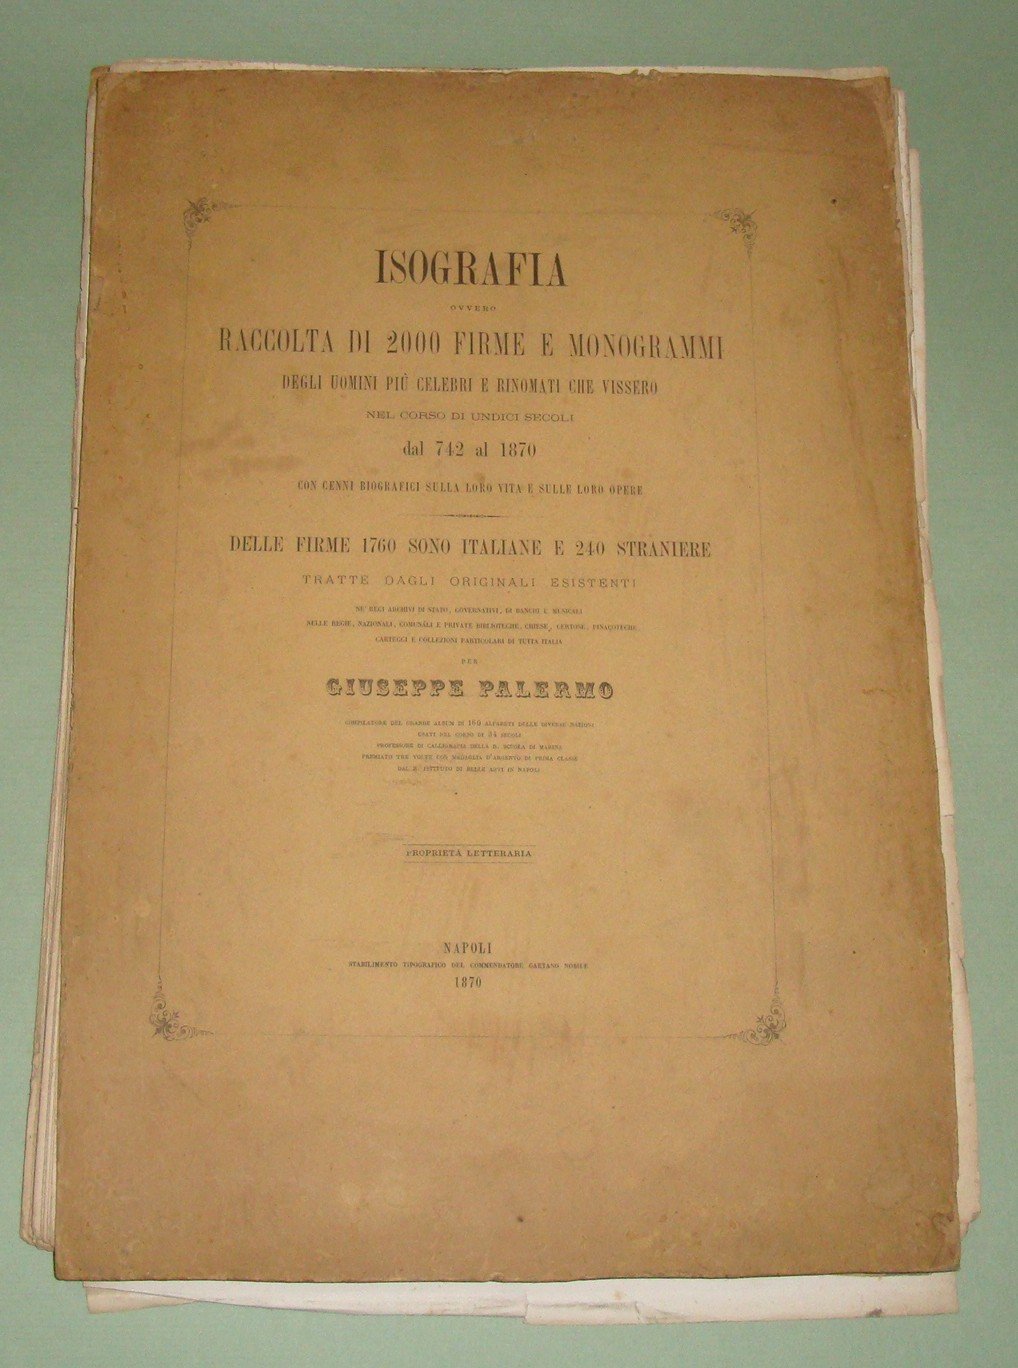 ISOGRAFIA
OVVERO
RACCOLTA DI 2000 FIRME E MONOGRAMMI
DEGLI UOMINI PIÙ CELEBRI E RINOMATI CHE VISSERO
NEL CORSO DI UNDICI SECOLI
dal 742 al 1870
CON CENNI BIOGRAFICI SULLA LORO VITA E SULLE LORO OPERE
DELLE FIRME 1760 SONO ITALIANE E 240 STRANIERE
TRATTE DAGLI ORIGINALI ESISTENTI
NE' REGI ARCHIVI DI STATO, GOVERNATIVI, DI BANCHI E MUSICALI
NELLE REGIE, NAZIONALI, COMUNALI E PRIVATE BIBLIOTECHE, CHIESE, CERTOSE, PINACOTECHE
CARTEGGI E COLLEZIONI PARTICOLARI DI TUTTA ITALIA
PER
GIUSEPPE PALERMO
COMPILATORE DEL GRANDE ALBUM DI 160 ALFABETI DELLE DIVERSE NAZIONI
USATI NEL CORSO DI 34 SECOLI
PROFESSORE DI CALLIGRAFIA DELLA R. SCUOLA DI MARINA
PREMIATO TRE VOLTE CON MEDAGLIA D'ARGENTO DI PRIMA CLASSE
DAL R. ISTITUTO DI BELLE ARTI IN NAPOLI
PROPRIETÀ LETTERARIA
NAPOLI
STABILIMENTO TIPOGRAFICO DEL COMMENDATORE GAETANO NOBILE
1870